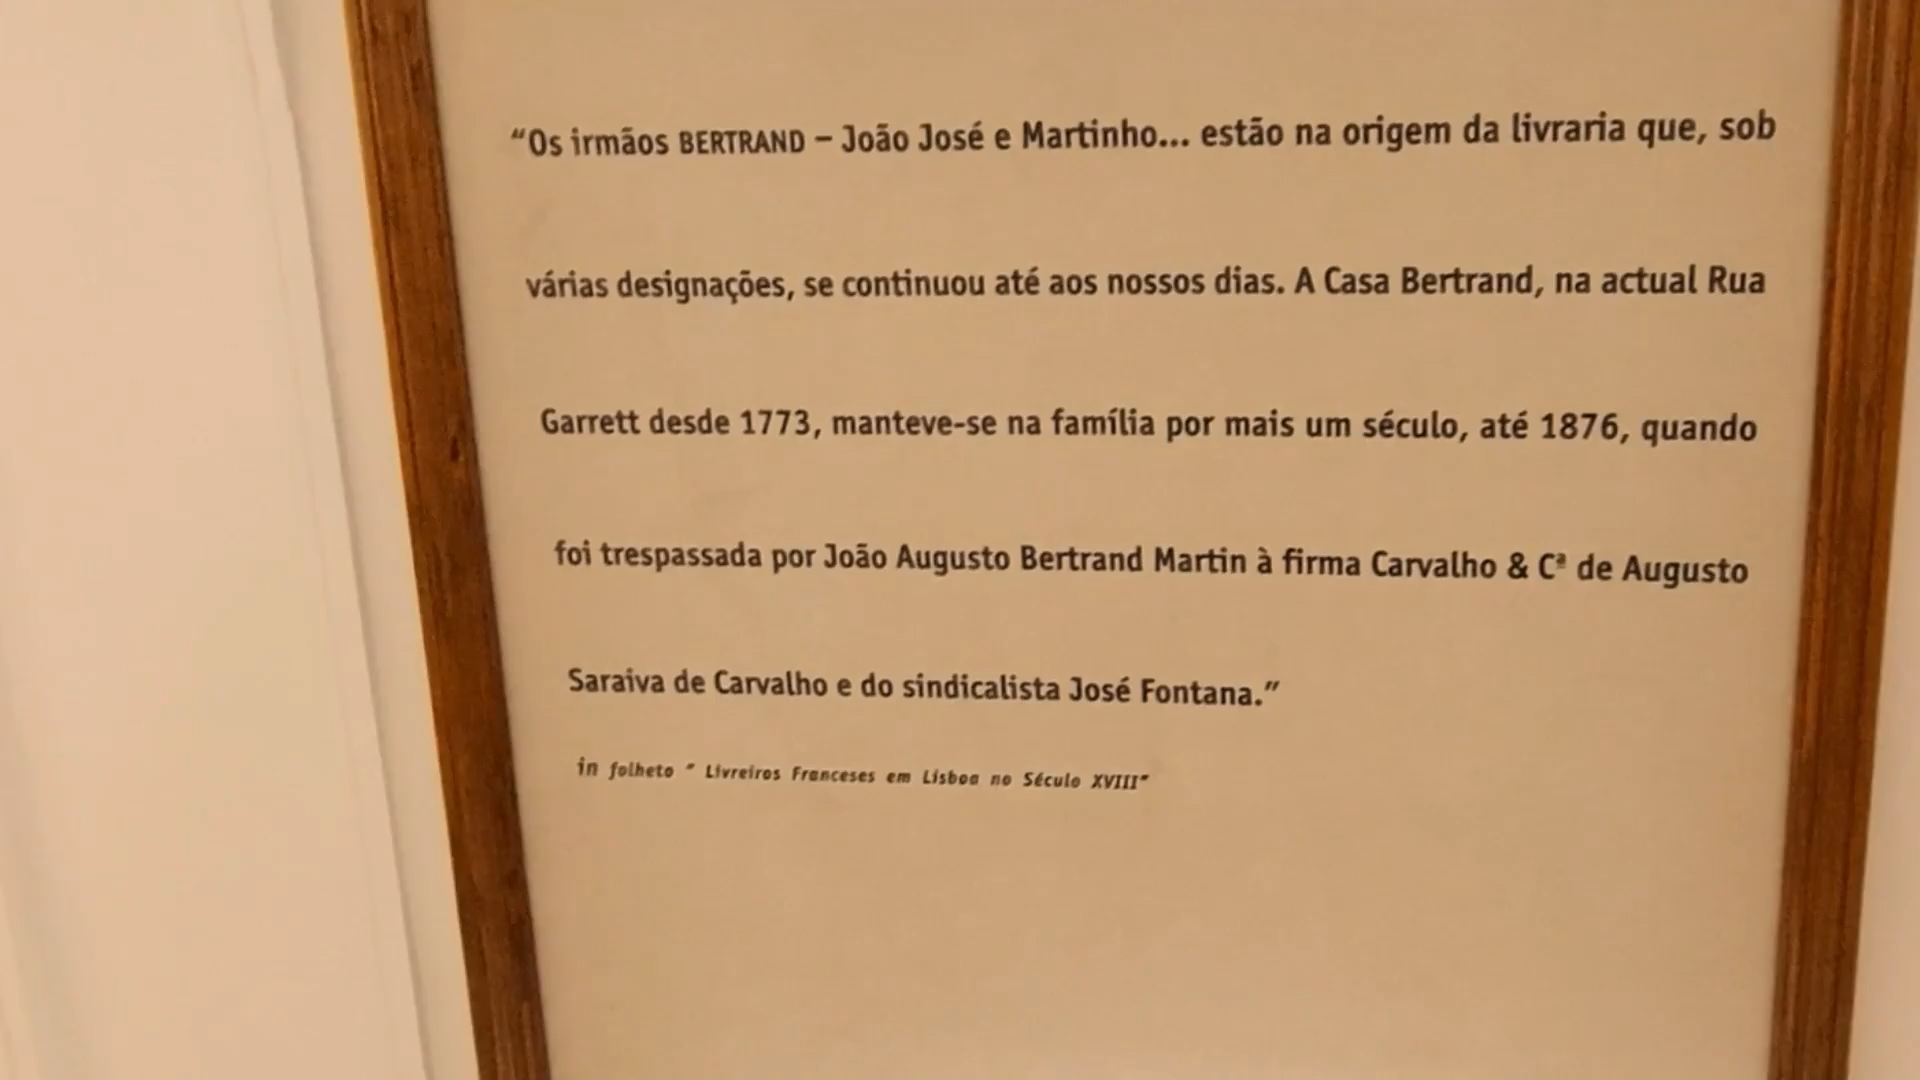 “Os irmãos BERTRAND – João José e Martinho... estão na origem da livraria que, sob
várias designações, se continuou até aos nossos dias. A Casa Bertrand, na actual Rua
Garrett desde 1773, manteve-se na família por mais um século, até 1876, quando
foi trespassada por João Augusto Bertrand Martin à firma Carvalho & Cª de Augusto
Saraiva de Carvalho e do sindicalista José Fontana.”
in folheto “ Livreiros Franceses em Lisboa no Século XVIII”